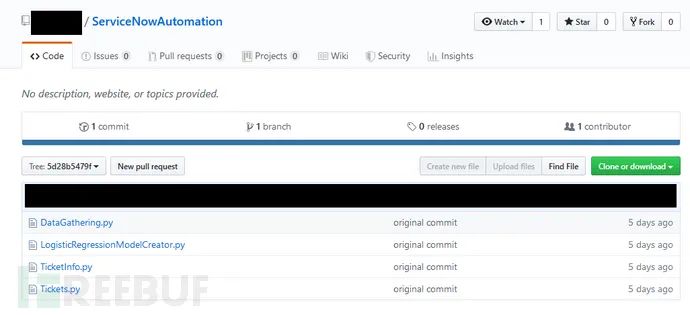 / ServiceNowAutomation
Watch 1 Star 0 Fork 0
Code Issues 0 Pull requests 0 Projects 0 Wiki Security Insights
No description, website, or topics provided.
1 commit 1 branch 0 releases 1 contributor
Tree: 5d28b5479f New pull request Create new file Upload files Find File Clone or download
DataGathering.py original commit 5 days ago
LogisticRegressionModelCreator.py original commit 5 days ago
TicketInfo.py original commit 5 days ago
Tickets.py original commit 5 days ago
FREEBUF